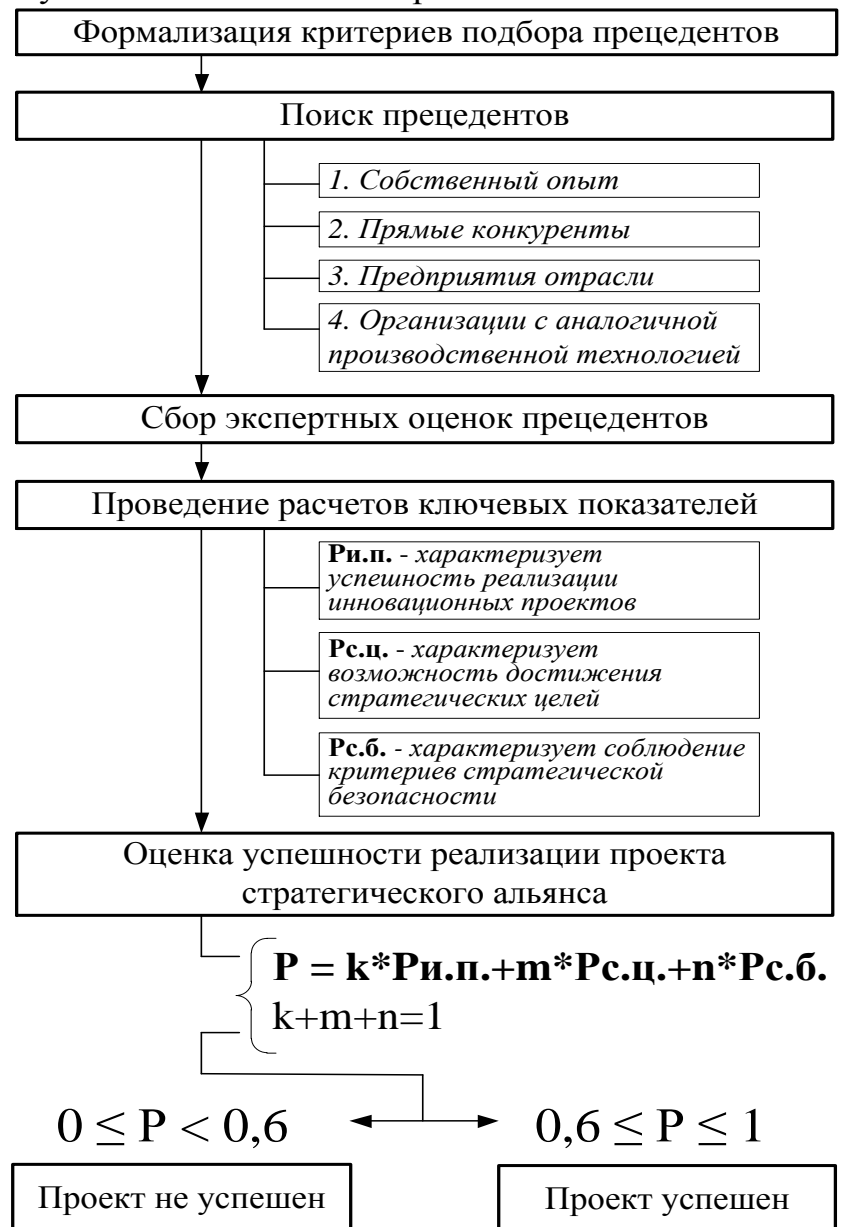 Формализация критериев подбора прецедентов
Поиск прецедентов
1. Собственный опыт
2. Прямые конкуренты
3. Предприятия отрасли
4. Организации с аналогичной
производственной технологией
Сбор экспертных оценок прецедентов
Проведение расчетов ключевых показателей
Ри.п. - характеризует
успешность реализации
инновационных проектов
Рс.ц. - характеризует
возможность достижения
стратегических целей
Рс.б. - характеризует соблюдение
критериев стратегической
безопасности
Оценка успешности реализации проекта
стратегического альянса
P = k*Ри.п.+m*Рс.ц.+n*Рс.б.
k+m+n=1
0 ≤ P < 0,6
0,6 ≤ P ≤ 1
Проект не успешен
Проект успешен